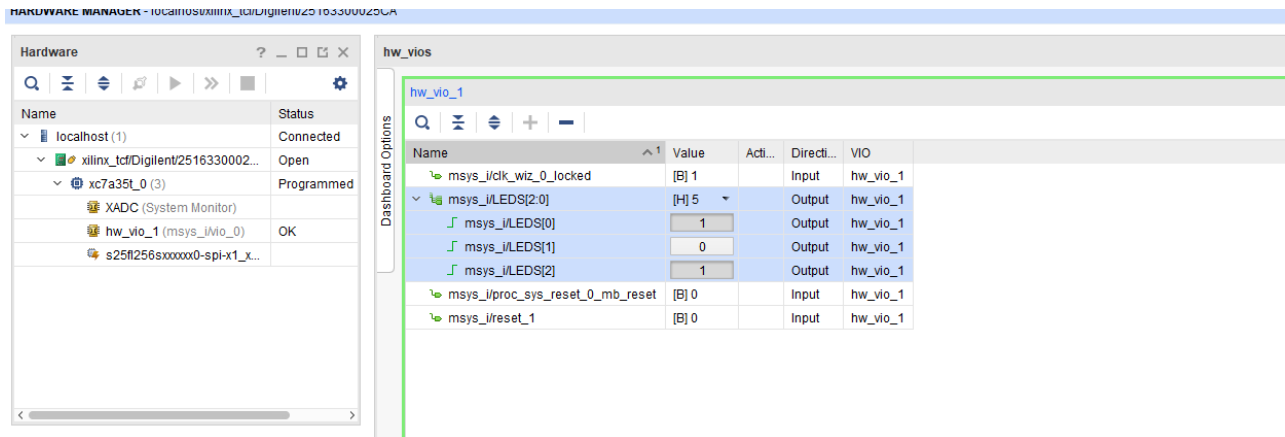 HARDWARE MANAGER - localhost/xilinx_tcf/Digilent/25163300025CA
Hardware
? _
Name Status
localhost (1) Connected
xilinx_tcf/Digilent/2516330002... Open
xc7a35t_0 (3) Programmed
XADC (System Monitor)
hw_vio_1 (msys_i/vio_0) OK
s25fl256sxxxxxx0-spi-x1_x...
hw_vios
Dashboard Options
hw_vio_1
Name 1 Value Acti... Directi... VIO
msys_i/clk_wiz_0_locked [B] 1 Input hw_vio_1
msys_i/LEDS[2:0] [H] 5 Output hw_vio_1
msys_i/LEDS[0] 1 Output hw_vio_1
msys_i/LEDS[1] 0 Output hw_vio_1
msys_i/LEDS[2] 1 Output hw_vio_1
msys_i/proc_sys_reset_0_mb_reset [B] 0 Input hw_vio_1
msys_i/reset_1 [B] 0 Input hw_vio_1